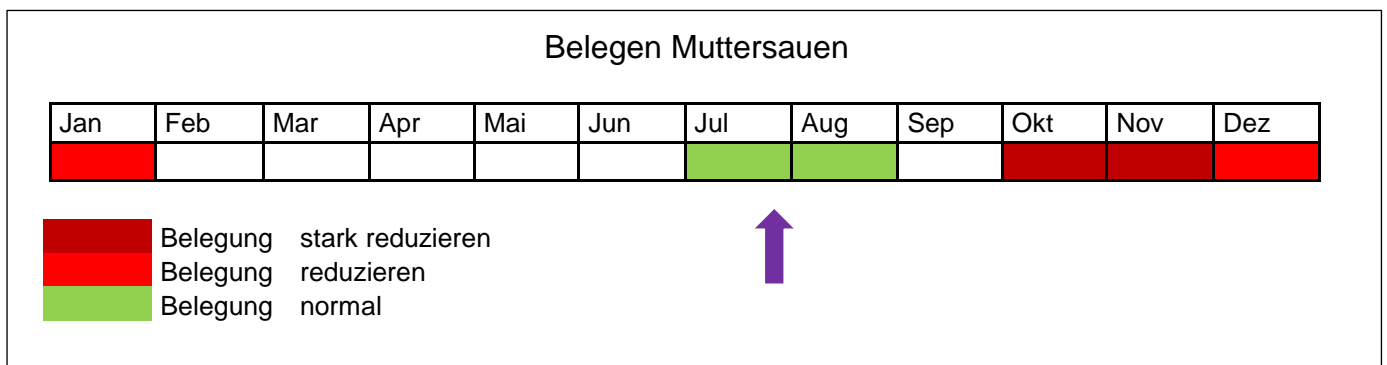 Belegen Muttersauen
Jan Feb Mar Apr Mai Jun Jul Aug Sep Okt Nov Dez
Belegung stark reduzieren
Belegung reduzieren
Belegung normal